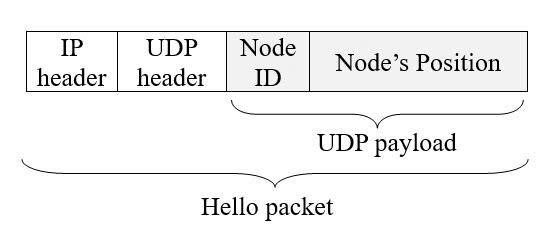 IP
header
UDP
header
Node
ID
Node’s Position
UDP payload
Hello packet